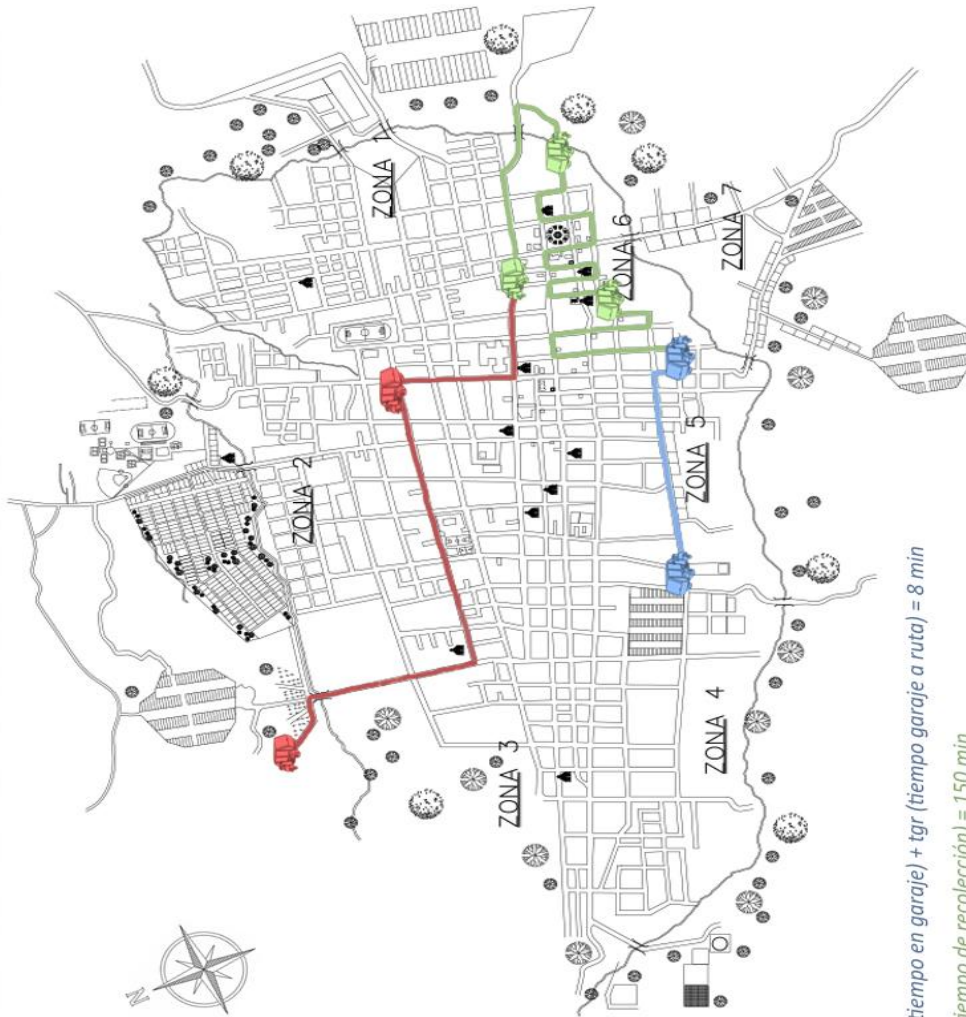 N
ZONA 2
ZONA 1
ZONA 3
ZONA 6
ZONA 5
ZONA 4
ZONA 7
tiempo en garaje) + tgr (tiempo garaje a ruta) = 8 min
iempo de recolección) = 150 min